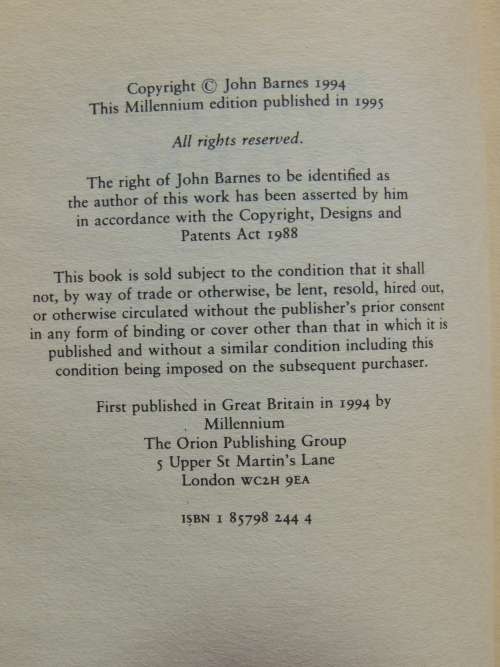 Copyright © John Barnes 1994
This Millennium edition published in 1995
All rights reserved.
The right of John Barnes to be identified as
the author of this work has been asserted by him
in accordance with the Copyright, Designs and
Patents Act 1988
This book is sold subject to the condition that it shall
not, by way of trade or otherwise, be lent, resold, hired out,
or otherwise circulated without the publisher's prior consent
in any form of binding or cover other than that in which it is
published and without a similar condition including this
condition being imposed on the subsequent purchaser.
First published in Great Britain in 1994 by
Millennium
The Orion Publishing Group
5 Upper St Martin's Lane
London WC2H 9EA
ISBN 1 85798 244 4